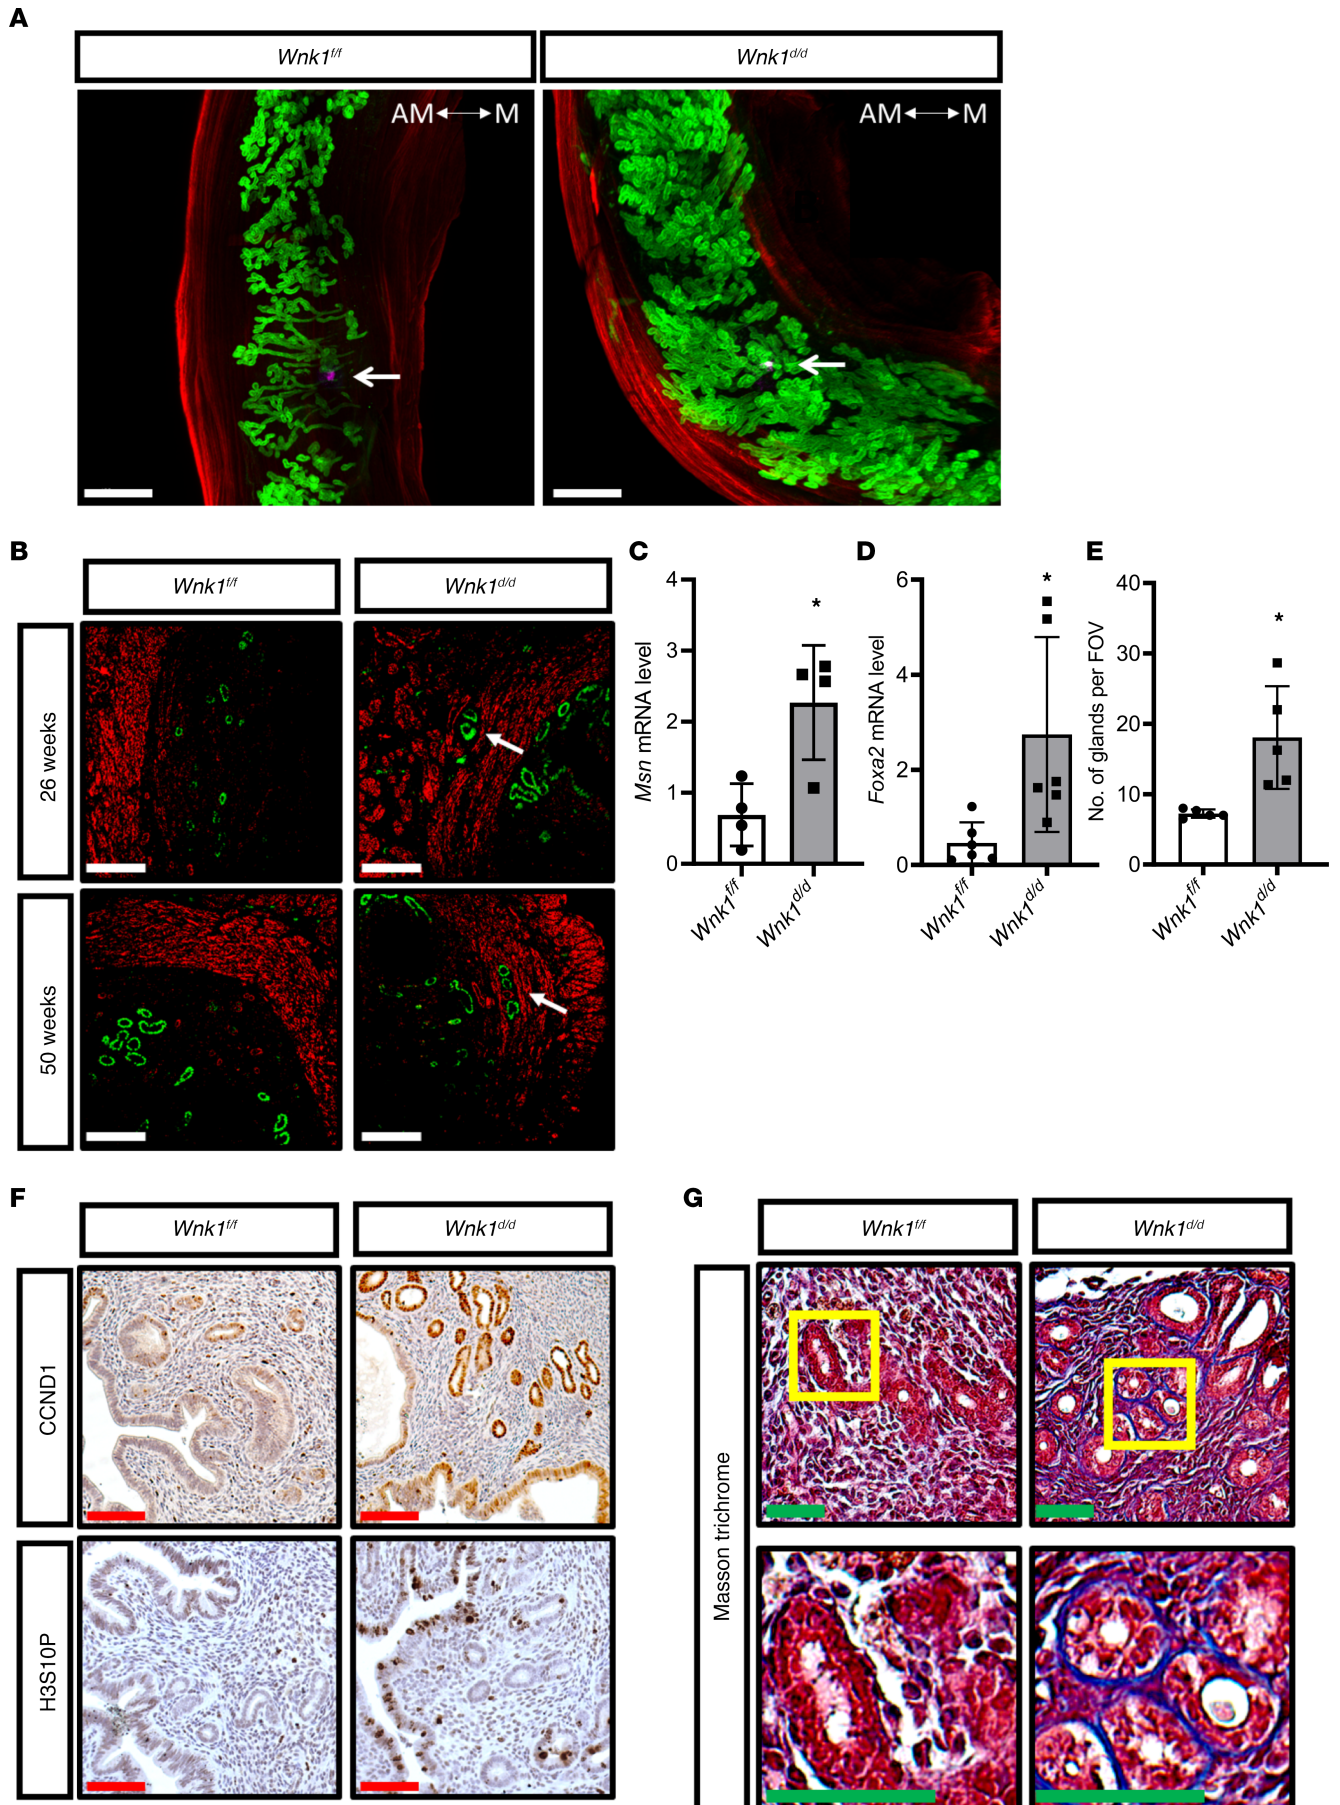 A
Wnk1f/f
Wnk1d/d
AM↔M
AM↔M
B
Wnk1f/f
Wnk1d/d
26 weeks
50 weeks
C
Msn mRNA level
4
3
2
1
0
Wnk1f/f
Wnk1d/d
*
D
Foxa2 mRNA level
6
4
2
0
Wnk1f/f
Wnk1d/d
*
E
No. of glands per FOV
40
30
20
10
0
Wnk1f/f
Wnk1d/d
*
F
Wnk1f/f
Wnk1d/d
CCND1
H3S10P
G
Wnk1f/f
Wnk1d/d
Masson trichrome